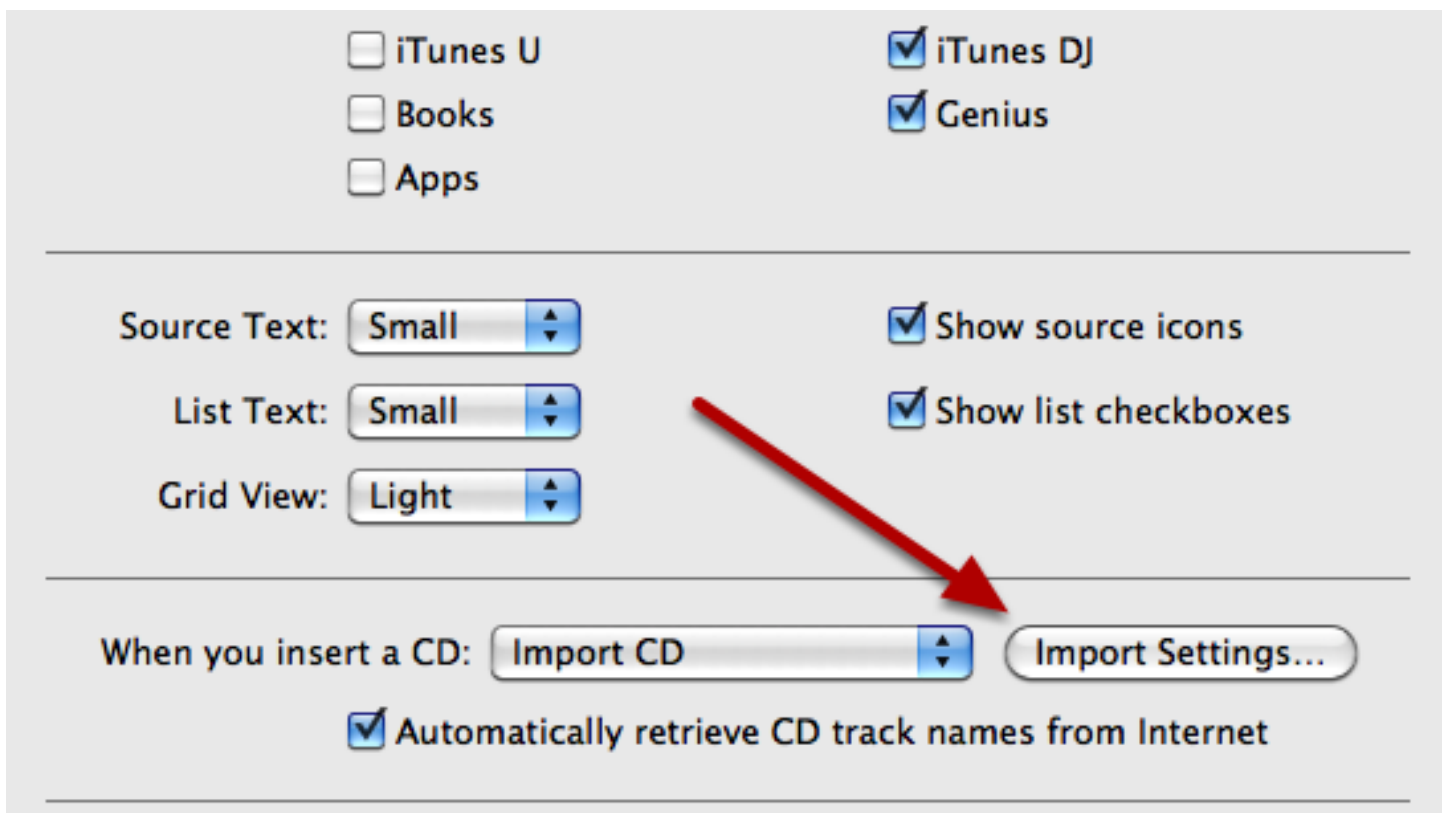 iTunes U iTunes DJ
Books Genius
Apps
Source Text: Small Show source icons
List Text: Small Show list checkboxes
Grid View: Light
When you insert a CD: Import CD Import Settings...
Automatically retrieve CD track names from Internet